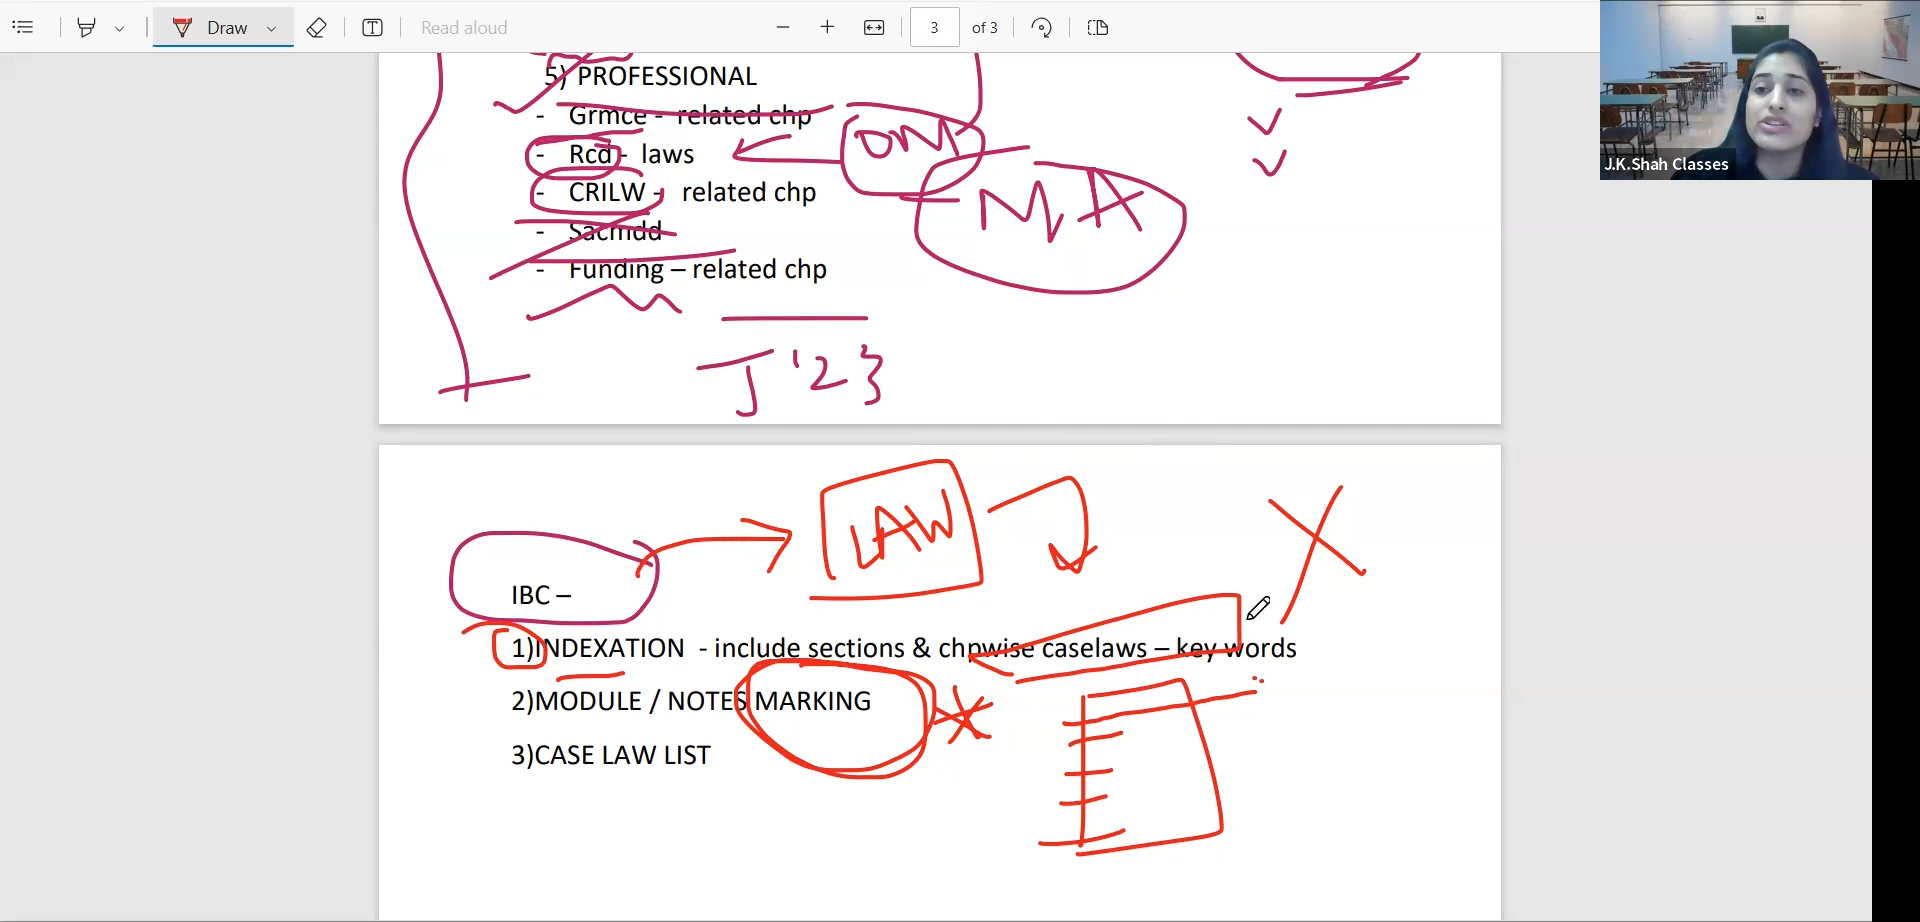 Draw
Read aloud
3 of 3
J.K.Shah Classes
5) PROFESSIONAL
- Grmce - related chp
- Rcd - laws
- CRILW - related chp
- Sacmdd
- Funding – related chp
OM
MA
J'23
LAW
IBC –
1)INDEXATION - include sections & chpwise caselaws – key words
2)MODULE / NOTES MARKING
3)CASE LAW LIST